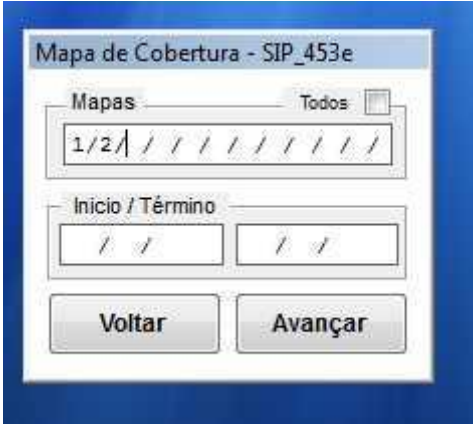 Mapa de Cobertura - SIP_453e
Mapas Todos
1/2/ / / / / / / / / /
Inicio / Término
/ / / /
Voltar Avançar